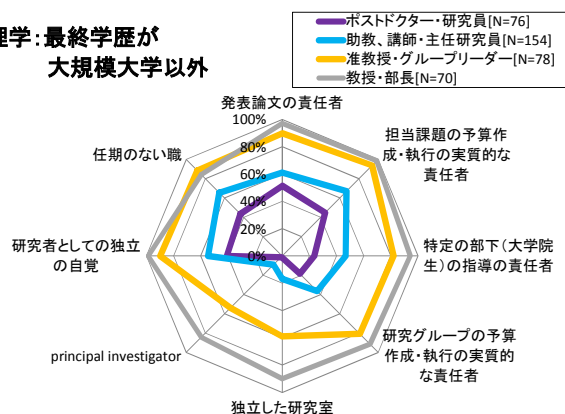 理学:最終学歴が
大規模大学以外
ポストドクター・研究員[N=76]
助教、講師・主任研究員[N=154]
准教授・グループリーダー[N=78]
教授・部長[N=70]
発表論文の責任者
担当課題の予算作
成・執行の実質的な
責任者
特定の部下(大学院
生)の指導の責任者
研究グループの予算
作成・執行の実質的
な責任者
独立した研究室
principal investigator
研究者としての独立
の自覚
任期のない職
100%
80%
60%
40%
20%
0%